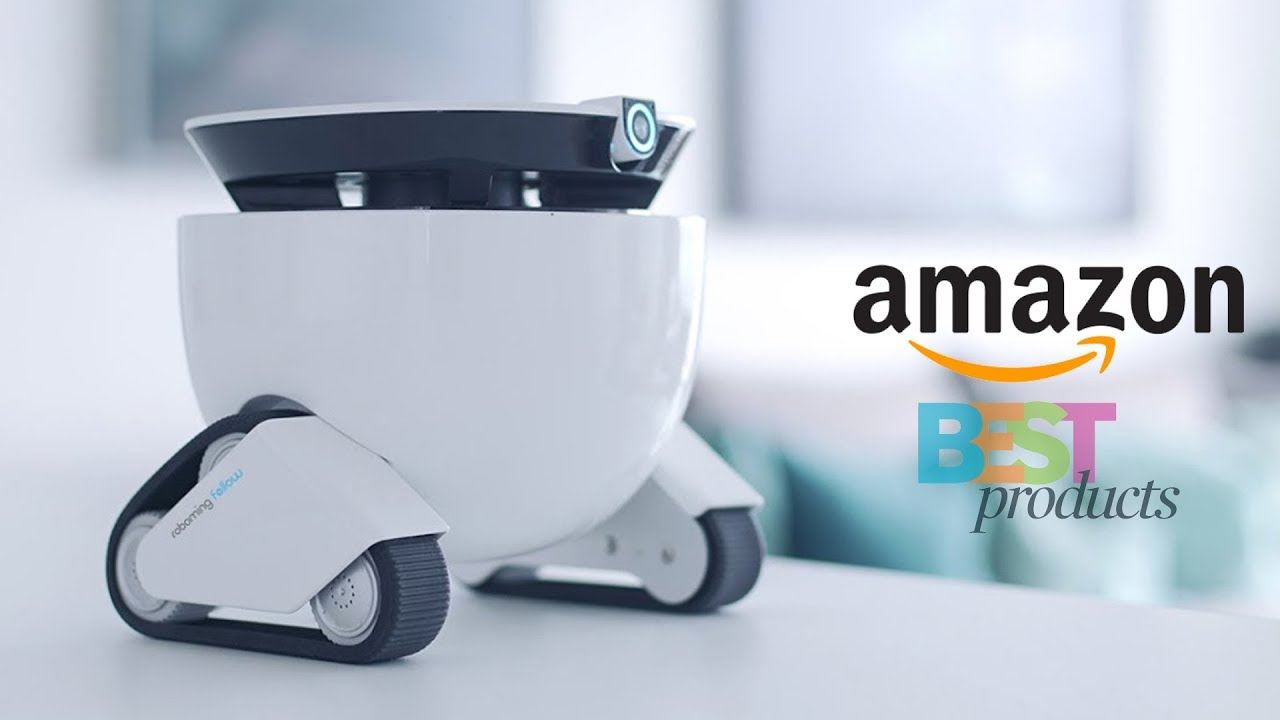 roboming fellow
amazon
BEST
products